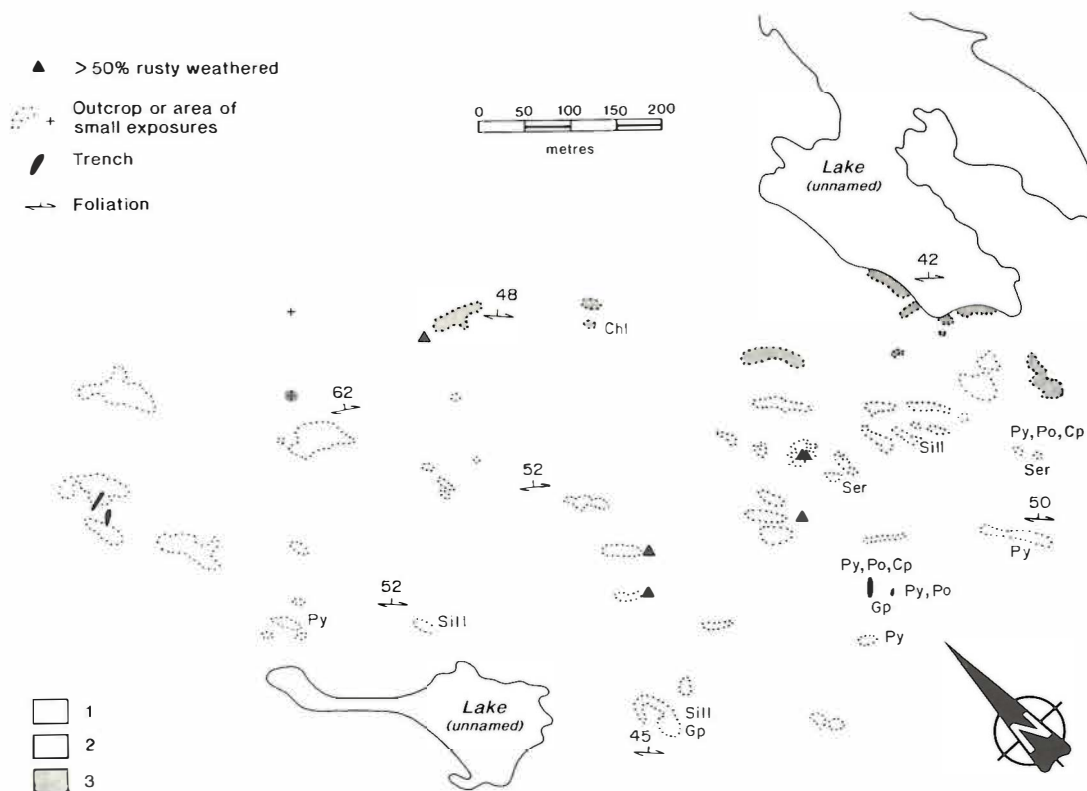 > 50% rusty weathered
Outcrop or area of
small exposures
Trench
Foliation
0 50 100 150 200
metres
Lake
(unnamed)
42
48
Chl
62
Sill
Py, Po, Cp
Ser
Ser
52
50
Py
Py, Po, Cp
Py, Po
Gp
52
Py
Sill
Py
Lake
(unnamed)
Sill
Gp
45
1
2
3
N